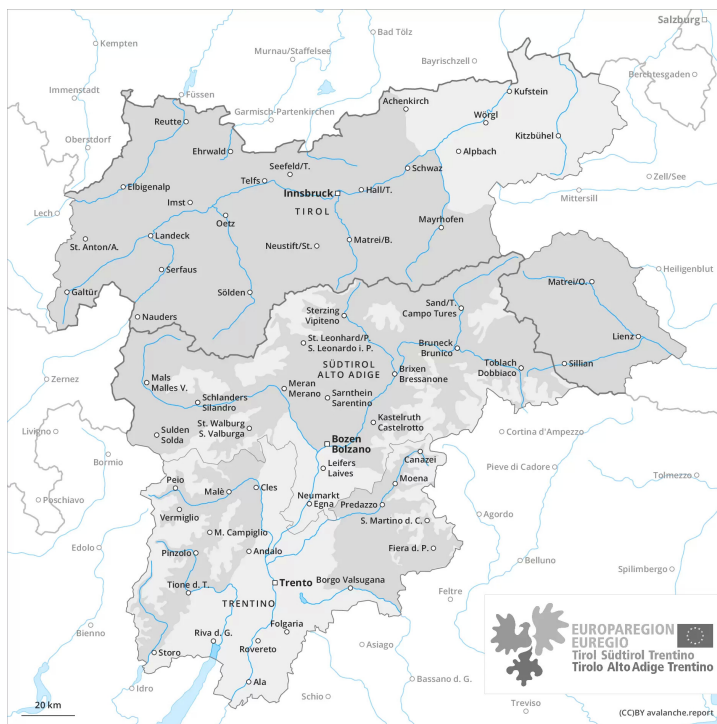 Salzburg
Kempten
Bad Tölz
Murnau/Staffelsee
Bayrischzell
Berchtesgaden
Immenstadt
Füssen
Kufstein
Achenkirch
Garmisch-Partenkirchen
Wörgl
Reutte
Kitzbühel
Oberstdorf
Ehrwald
Alpbach
Seefeld/T.
Schwaz
Zell/See
Telfs
Elbigenalp
Innsbruck
Hall/T.
Mittersill
Imst
TIROL
Lech
Oetz
Mayrhofen
Landeck
Matrei/B.
St. Anton/A.
Neustift/St.
Serfaus
Heiligenblut
Matrei/O.
Galtür
Sölden
Sand/T.
Campo Tures
Sterzing
Vipiteno
Nauders
Lienz
St. Leonhard/P.
S. Leonardo i. P.
Bruneck
Brunico
Toblach
Dobbiaco
Sillian
SÜDTIROL
ALTO ADIGE
Brixen
Bressanone
Zernez
Mals
Malles V.
Meran
Merano
Sarnthein
Sarentino
Schlanders
Silandro
St. Walburg
S. Valburga
Kastelruth
Castelrotto
Livigno
Sulden
Solda
Bozen
Bolzano
Cortina d'Ampezzo
Canazei
Bormio
Leifers
Laives
Pieve di Cadore
Tolmezzo
Peio
Moena
Malè
Cles
Neumarkt
Egna
Predazzo
Poschiavo
Vermiglio
Agordo
S. Martino d. C.
M. Campiglio
Edolo
Pinzolo
Andalo
Fiera d. P.
Belluno
Spilimbergo
Tione d. T.
Trento
Borgo Valsugana
Feltre
TRENTINO
Folgaria
Bienno
Riva d. G.
Rovereto
Asiago
Storo
Ala
Idro
Schio
Bassano d. G.
Treviso
EUROPAREGION
EUREGIO
Tirol Südtirol Trentino
Tirolo Alto Adige Trentino
20 km
(CC)BY avalanche.report